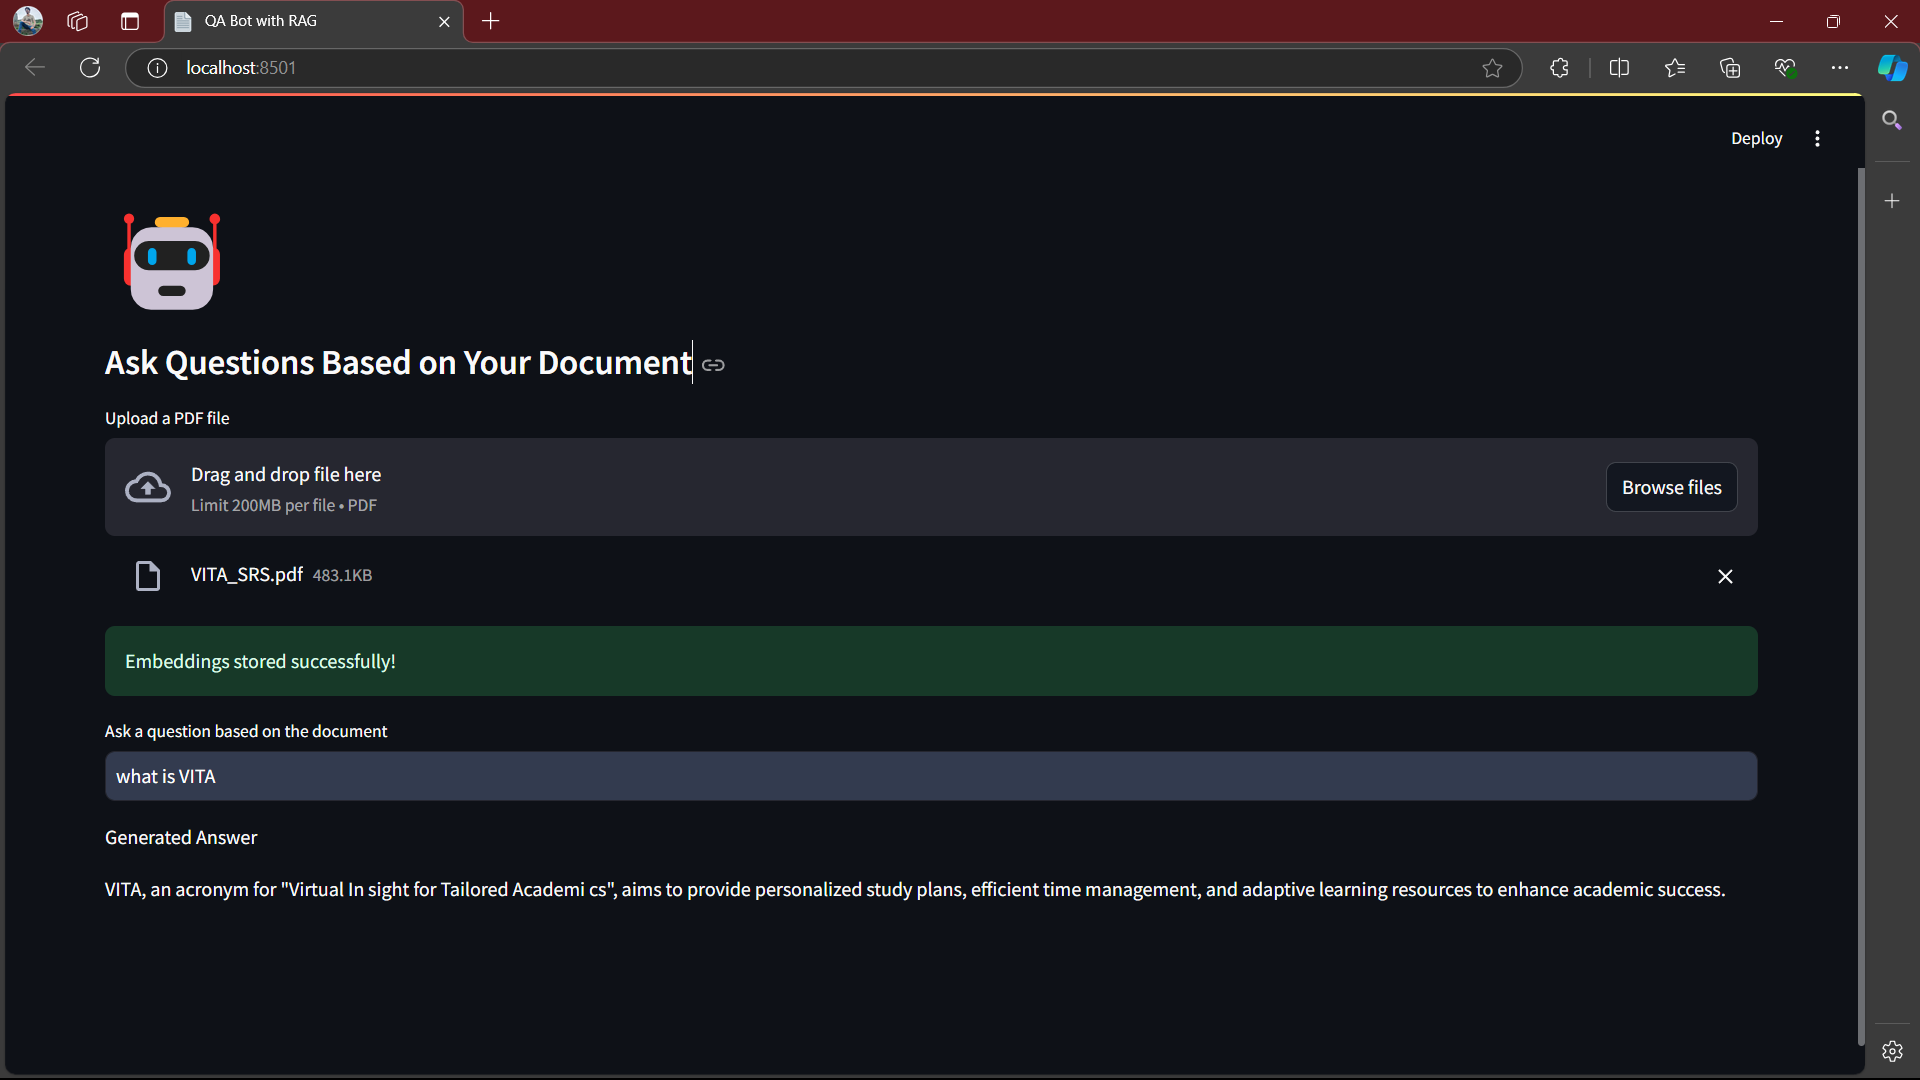 QA Bot with RAG
localhost:8501
Deploy
Ask Questions Based on Your Document
Upload a PDF file
Drag and drop file here
Limit 200MB per file • PDF
Browse files
VITA_SRS.pdf 483.1KB
Embeddings stored successfully!
Ask a question based on the document
what is VITA
Generated Answer
VITA, an acronym for "Virtual In sight for Tailored Academi cs", aims to provide personalized study plans, efficient time management, and adaptive learning resources to enhance academic success.